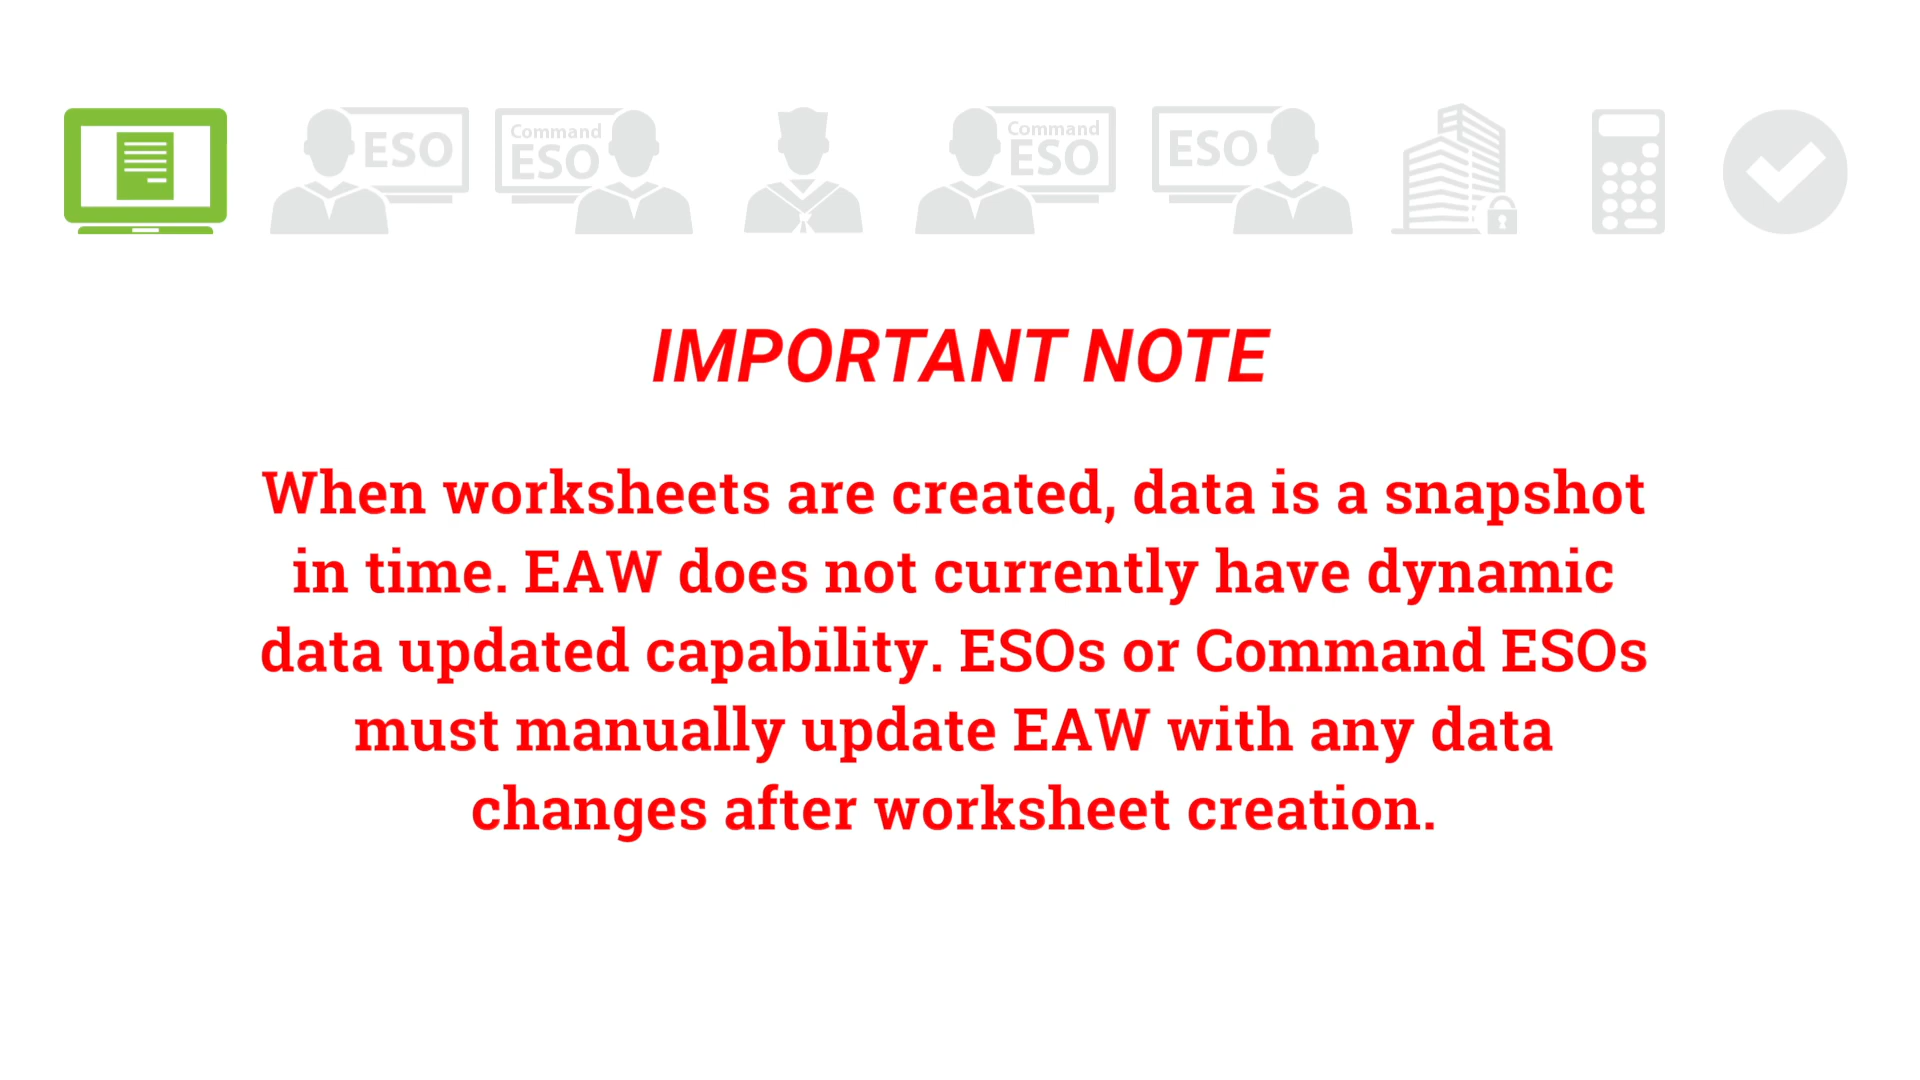 ESO
Command
ESO
Command
ESO
ESO
IMPORTANT NOTE
When worksheets are created, data is a snapshot
in time. EAW does not currently have dynamic
data updated capability. ESOs or Command ESOs
must manually update EAW with any data
changes after worksheet creation.